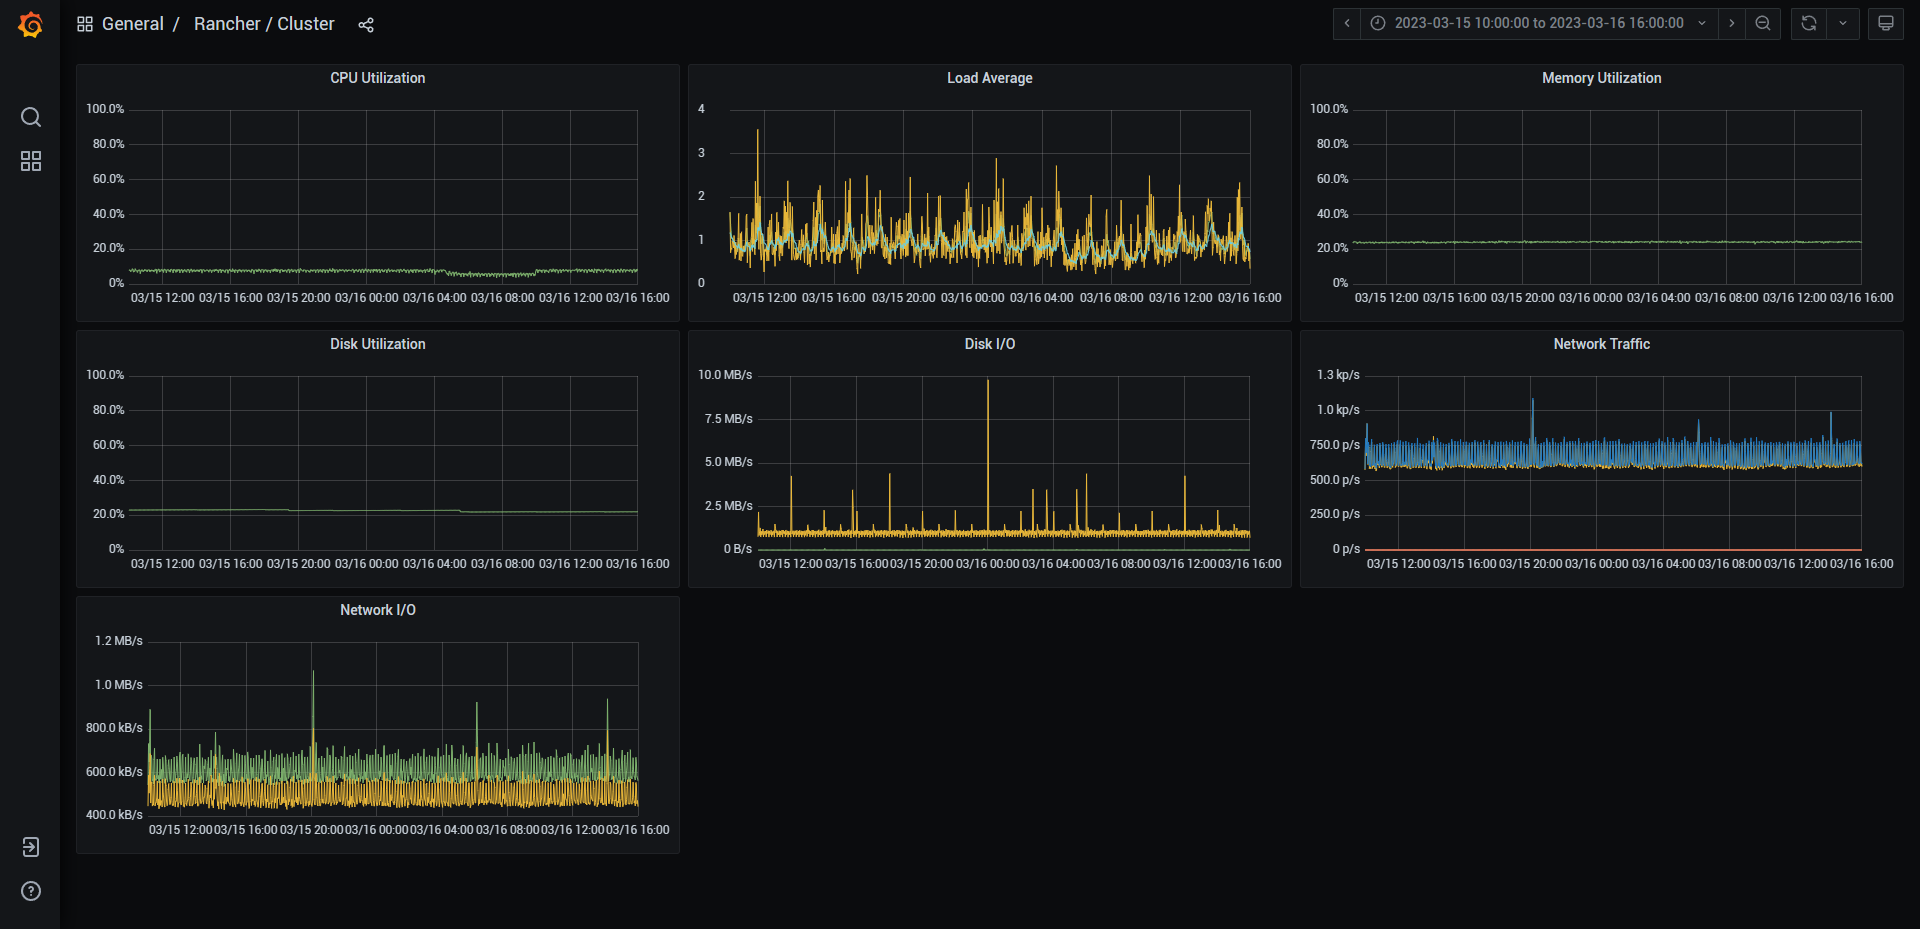 General / Rancher / Cluster
2023-03-15 10:00:00 to 2023-03-16 16:00:00
CPU Utilization
100.0%
80.0%
60.0%
40.0%
20.0%
0%
03/15 12:00 03/15 16:00 03/15 20:00 03/16 00:00 03/16 04:00 03/16 08:00 03/16 12:00 03/16 16:00
Load Average
4
3
2
1
0
03/15 12:00 03/15 16:00 03/15 20:00 03/16 00:00 03/16 04:00 03/16 08:00 03/16 12:00 03/16 16:00
Memory Utilization
100.0%
80.0%
60.0%
40.0%
20.0%
0%
03/15 12:00 03/15 16:00 03/15 20:00 03/16 00:00 03/16 04:00 03/16 08:00 03/16 12:00 03/16 16:00
Disk Utilization
100.0%
80.0%
60.0%
40.0%
20.0%
0%
03/15 12:00 03/15 16:00 03/15 20:00 03/16 00:00 03/16 04:00 03/16 08:00 03/16 12:00 03/16 16:00
Disk I/O
10.0 MB/s
7.5 MB/s
5.0 MB/s
2.5 MB/s
0 B/s
03/15 12:00 03/15 16:00 03/15 20:00 03/16 00:00 03/16 04:00 03/16 08:00 03/16 12:00 03/16 16:00
Network Traffic
1.3 kp/s
1.0 kp/s
750.0 p/s
500.0 p/s
250.0 p/s
0 p/s
03/15 12:00 03/15 16:00 03/15 20:00 03/16 00:00 03/16 04:00 03/16 08:00 03/16 12:00 03/16 16:00
Network I/O
1.2 MB/s
1.0 MB/s
800.0 kB/s
600.0 kB/s
400.0 kB/s
03/15 12:00 03/15 16:00 03/15 20:00 03/16 00:00 03/16 04:00 03/16 08:00 03/16 12:00 03/16 16:00